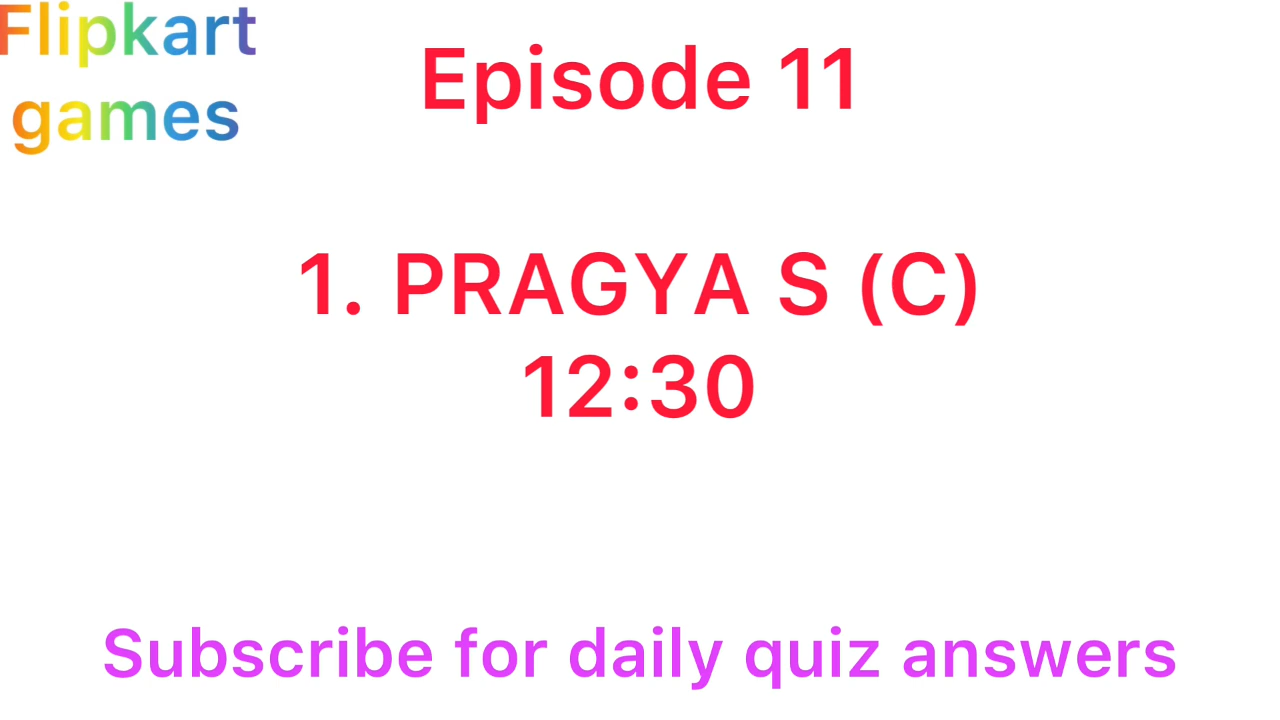 Flipkart
games
Episode 11
1. PRAGYA S (C)
12:30
Subscribe for daily quiz answers